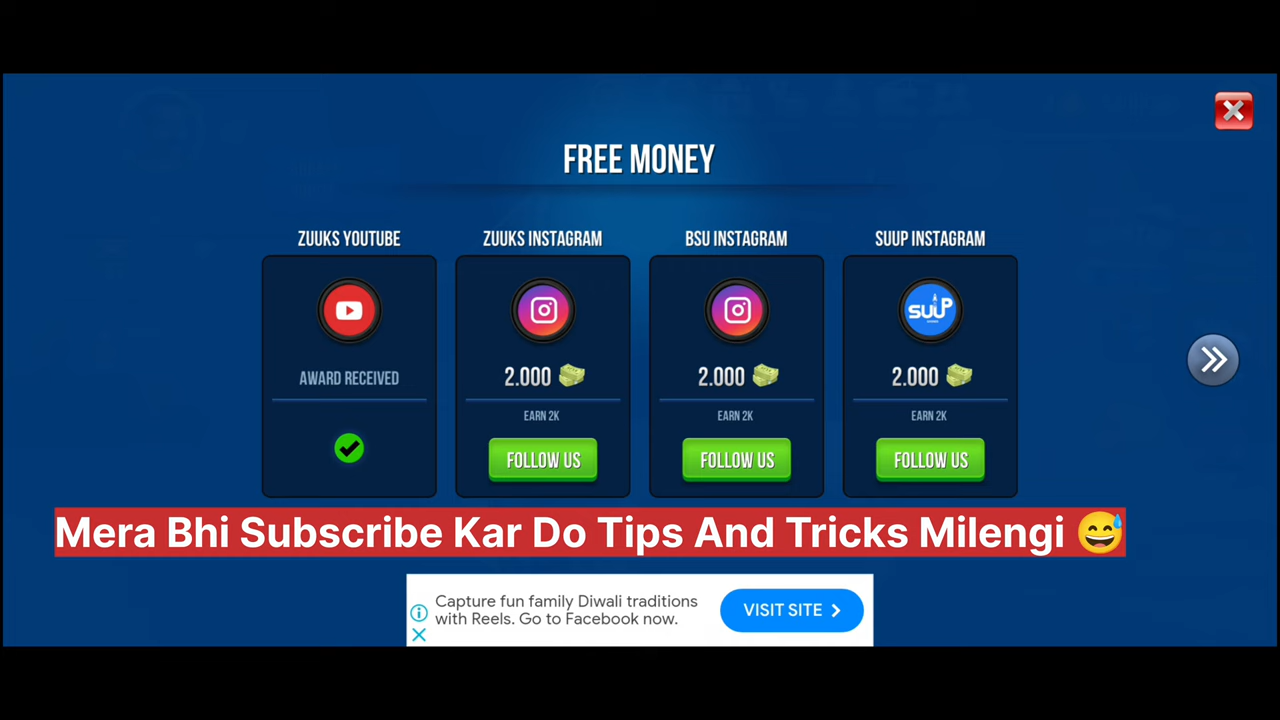 FREE MONEY
ZUUKS YOUTUBE
ZUUKS INSTAGRAM
BSU INSTAGRAM
SUUP INSTAGRAM
SUUP
AWARD RECEIVED
2.000
2.000
2.000
EARN 2K
EARN 2K
EARN 2K
FOLLOW US
FOLLOW US
FOLLOW US
Mera Bhi Subscribe Kar Do Tips And Tricks Milengi 😅
Capture fun family Diwali traditions
with Reels. Go to Facebook now.
VISIT SITE